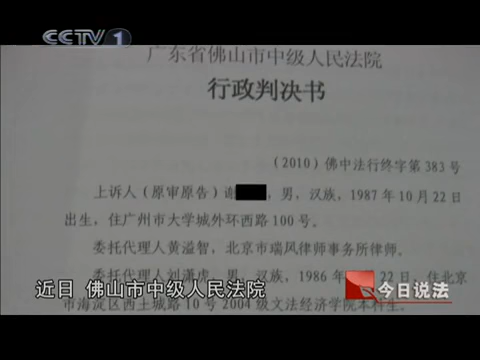 CCTV 1
广东省佛山市中级人民法院
行政判决书
(2010)佛中法行终字第383号
上诉人(原审原告)谢 ,男,汉族,1987年10月22日
出生,住广州市大学城外环西路100号。
委托代理人黄溢智,北京市瑞风律师事务所律师。
委托代理人刘潇虎,男,汉族,1986年 22日,住北京
市海淀区西土城路10号2004级文法经济学院本科生。
近日 佛山市中级人民法院
今日说法